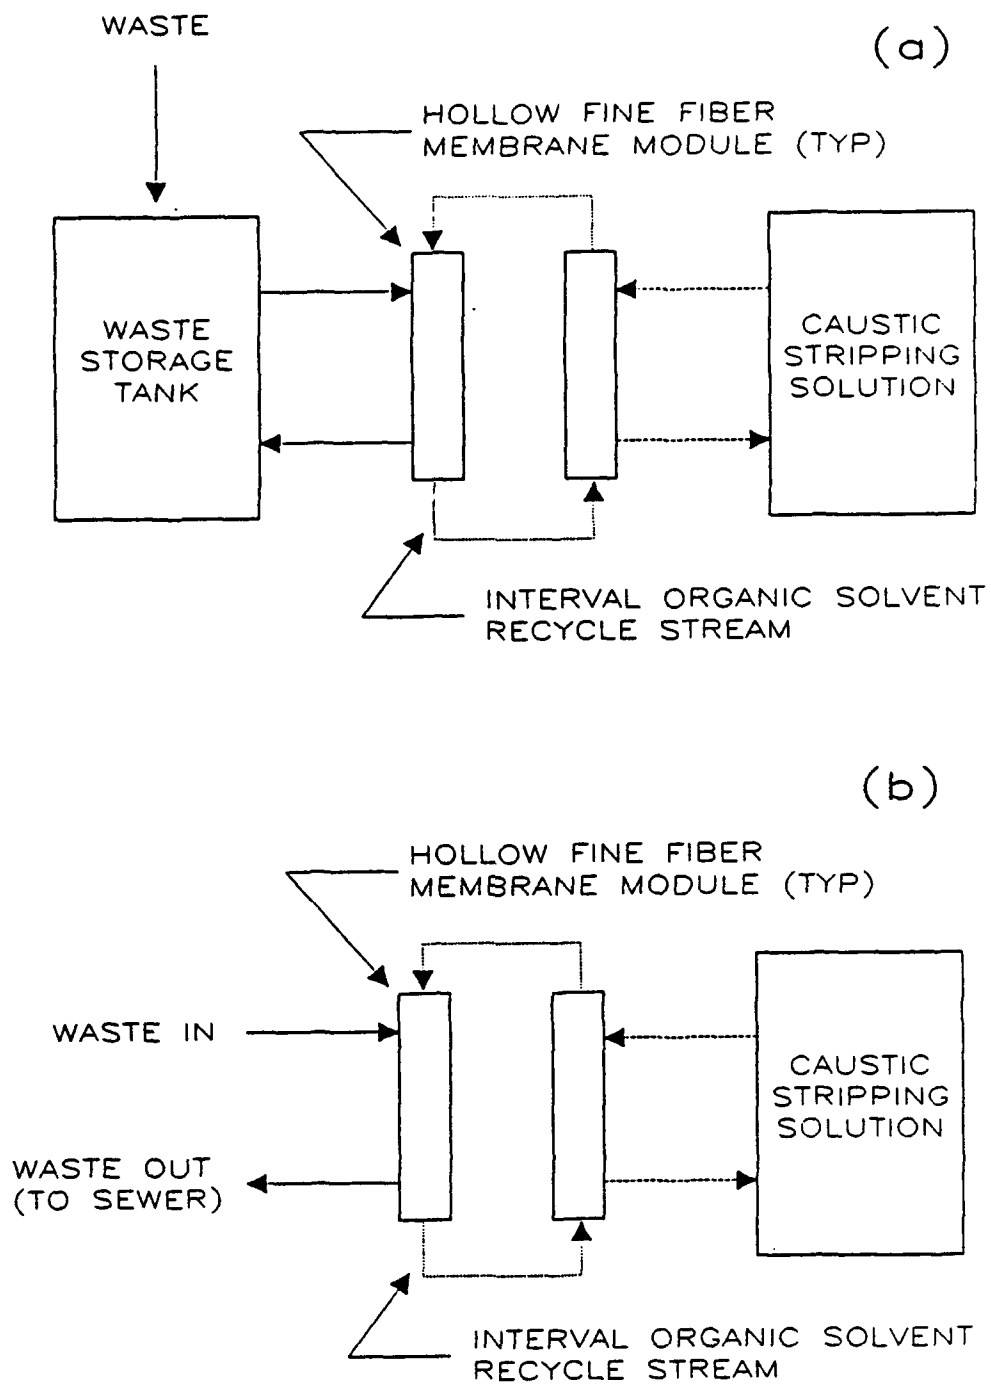 WASTE
(a)
HOLLOW FINE FIBER
MEMBRANE MODULE (TYP)
WASTE
STORAGE
TANK
CAUSTIC
STRIPPING
SOLUTION
INTERVAL ORGANIC SOLVENT
RECYCLE STREAM
(b)
HOLLOW FINE FIBER
MEMBRANE MODULE (TYP)
WASTE IN
CAUSTIC
STRIPPING
SOLUTION
WASTE OUT
(TO SEWER)
INTERVAL ORGANIC SOLVENT
RECYCLE STREAM